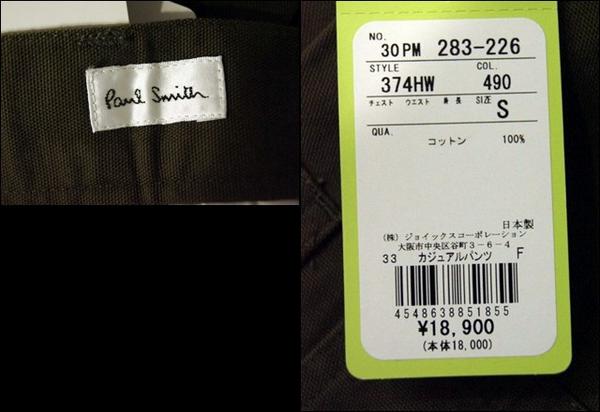 Paul Smith
NO. 30PM 283-226
STYLE COL.
374HW 490
チェスト ウエスト 身長 SIZE S
QUA.
コットン 100%
日本製
(株) ジョイックスコーポレーション
大阪市中央区谷町3-6-4
33 カジュアルパンツ F
4548638851855
¥18,900
(本体18,000)